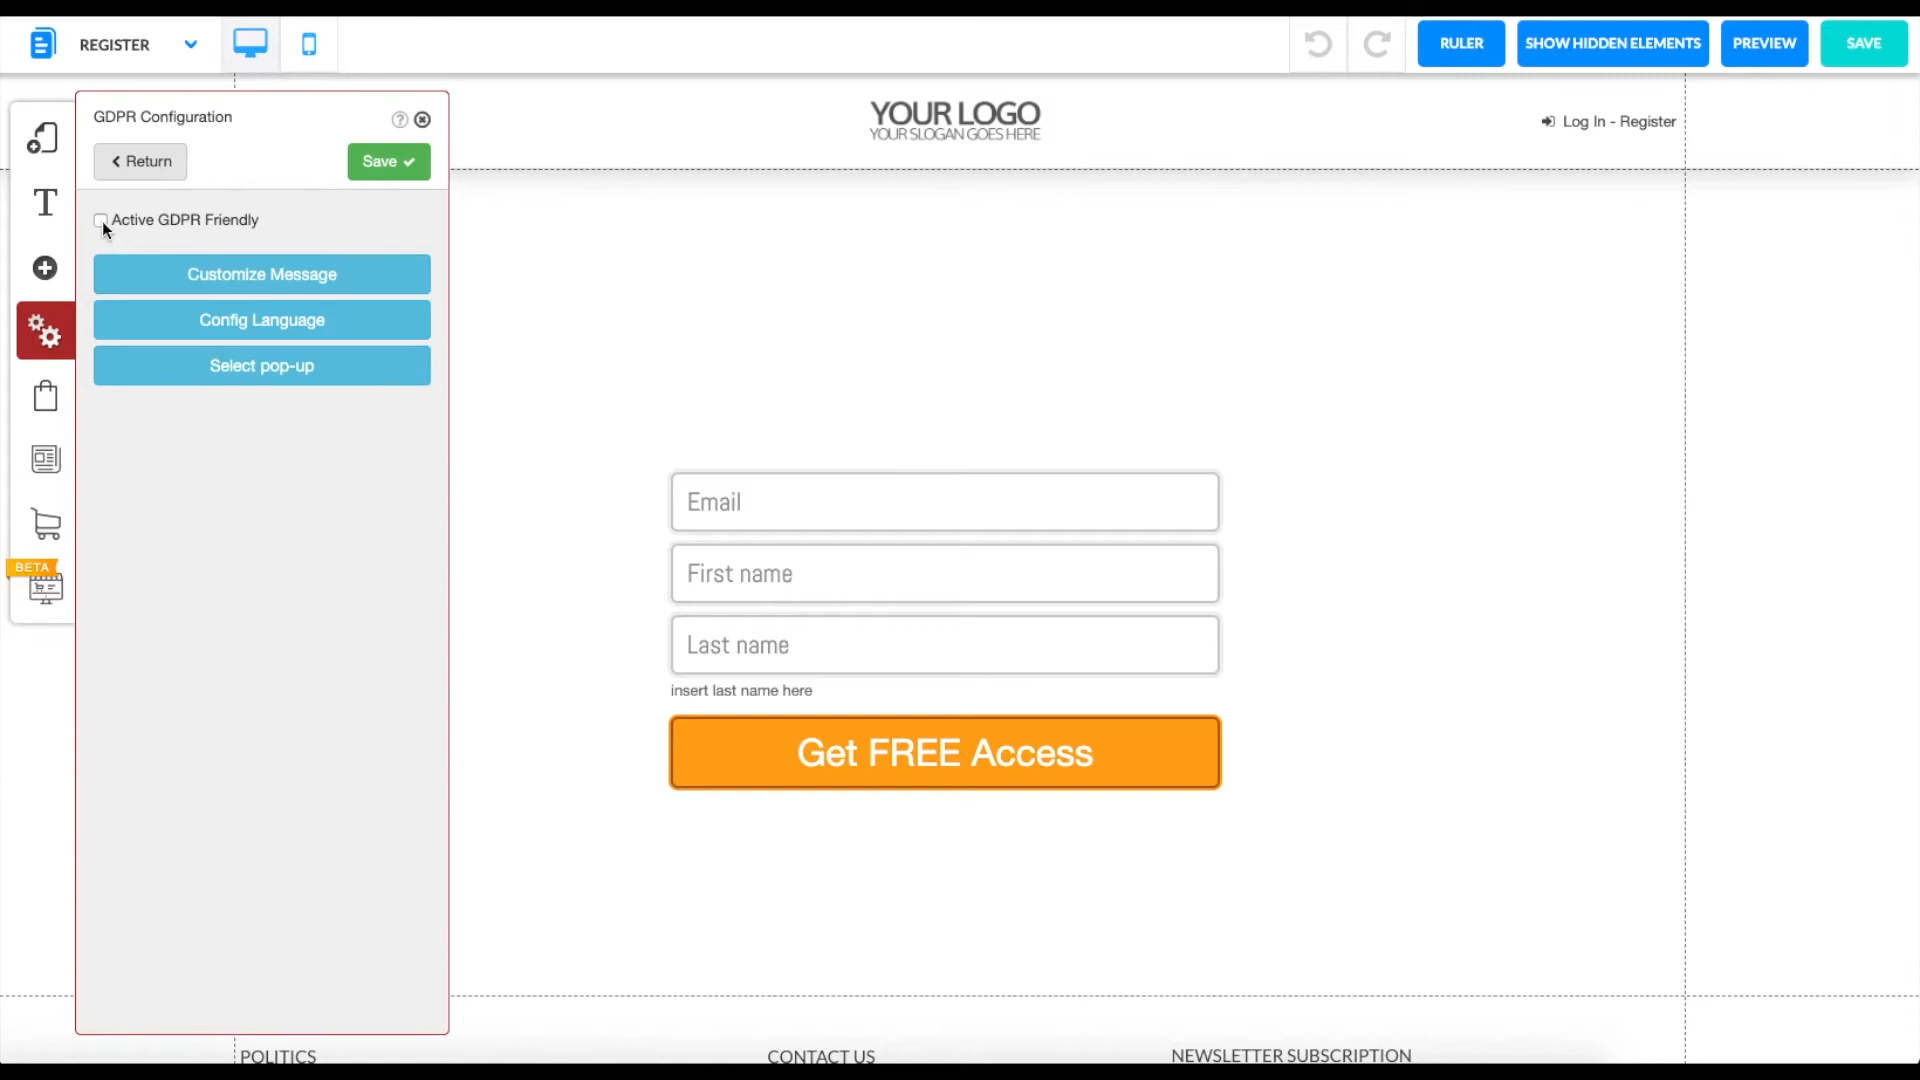 REGISTER
RULER
SHOW HIDDEN ELEMENTS
PREVIEW
SAVE
GDPR Configuration
?
Return
Save
Active GDPR Friendly
Customize Message
Config Language
Select pop-up
T
BETA
YOUR LOGO
YOUR SLOGAN GOES HERE
Log In - Register
Email
First name
Last name
insert last name here
Get FREE Access
POLITICS
CONTACT US
NEWSLETTER SUBSCRIPTION